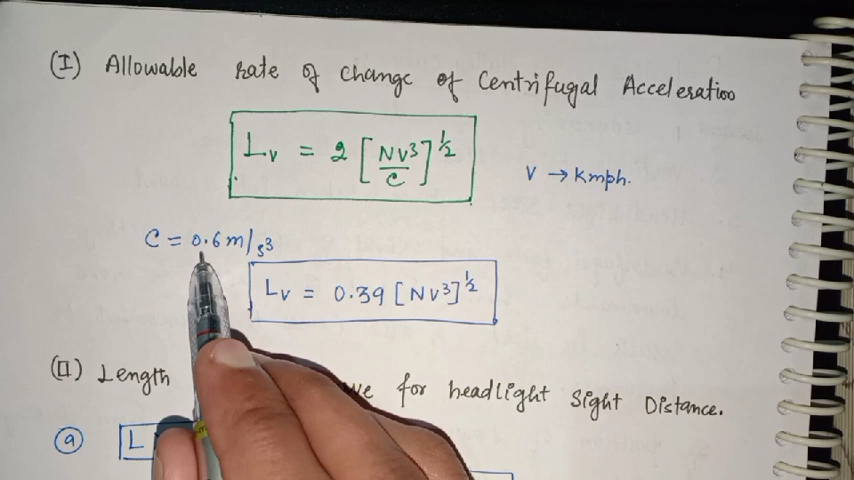 (I) Allowable rate of change of Centrifugal Acceleration
Lv = 2 [Nv³/C]^½
V → Kmph.
C = 0.6 m/s³
Lv = 0.39 [NV³]^½
(II) Length for headlight Sight Distance.
(a) L